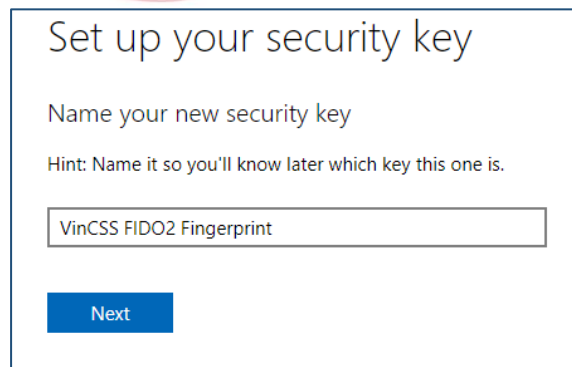 Set up your security key
Name your new security key
Hint: Name it so you'll know later which key this one is.
VinCSS FIDO2 Fingerprint
Next